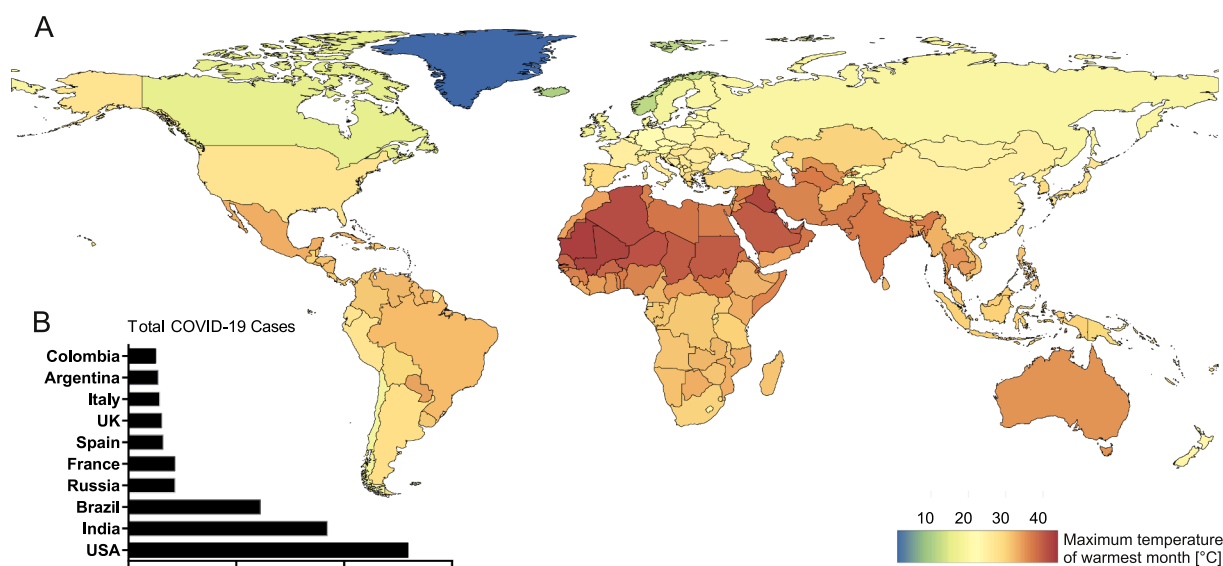 A
B
Total COVID-19 Cases
Colombia
Argentina
Italy
UK
Spain
France
Russia
Brazil
India
USA
10 20 30 40
Maximum temperature
of warmest month [°C]